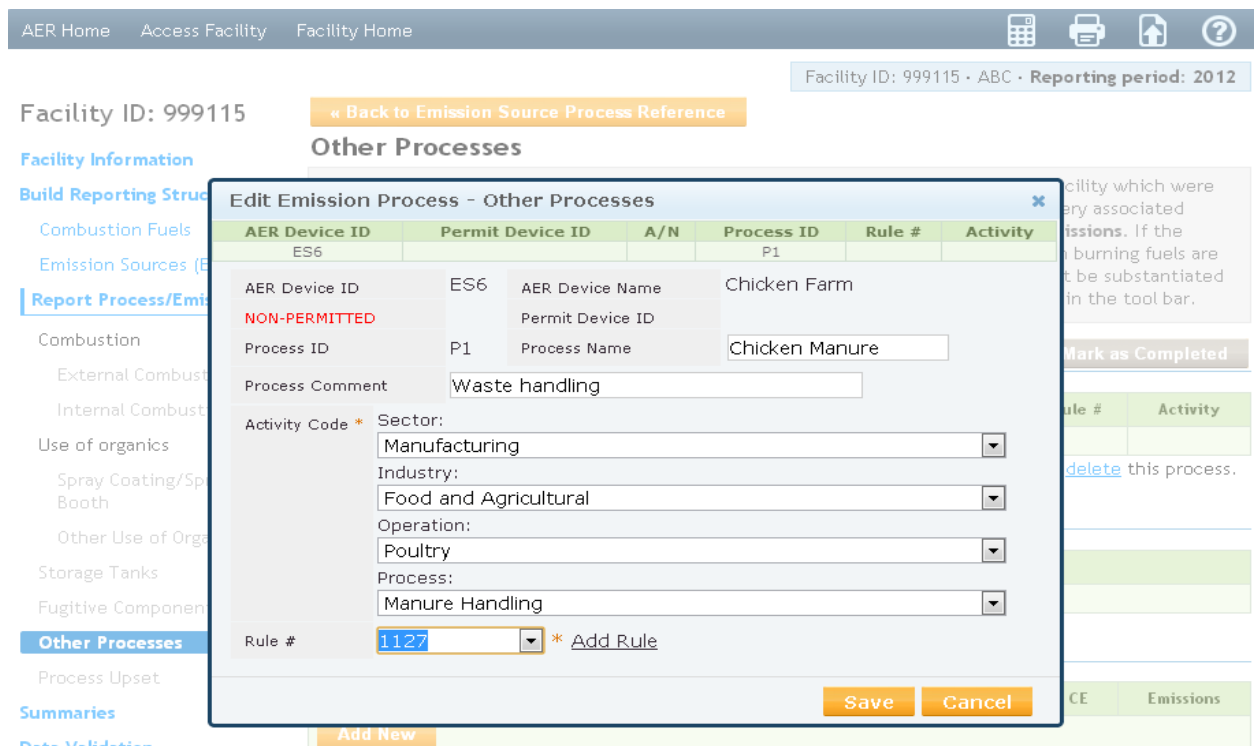 AER Home Access Facility Facility Home
Facility ID: 999115 · ABC · Reporting period: 2012
Facility ID: 999115
« Back to Emission Source Process Reference
Other Processes
Facility Information
Build Reporting Struc
Combustion Fuels
Emission Sources (E
Report Process/Emis
Combustion
External Combust
Internal Combust
Use of organics
Spray Coating/Sp
Booth
Other Use of Orga
Storage Tanks
Fugitive Componen
Other Processes
Process Upset
Summaries
Data Validation
cility which were
ery associated
issions. If the
burning fuels are
t be substantiated
in the tool bar.
Mark as Completed
ule # Activity
delete this process.
CE Emissions
Add New
Edit Emission Process - Other Processes
AER Device ID Permit Device ID A/N Process ID Rule # Activity
ES6 P1
AER Device ID ES6 AER Device Name Chicken Farm
NON-PERMITTED Permit Device ID
Process ID P1 Process Name Chicken Manure
Process Comment Waste handling
Activity Code * Sector:
Manufacturing
Industry:
Food and Agricultural
Operation:
Poultry
Process:
Manure Handling
Rule # 1127 * Add Rule
Save Cancel